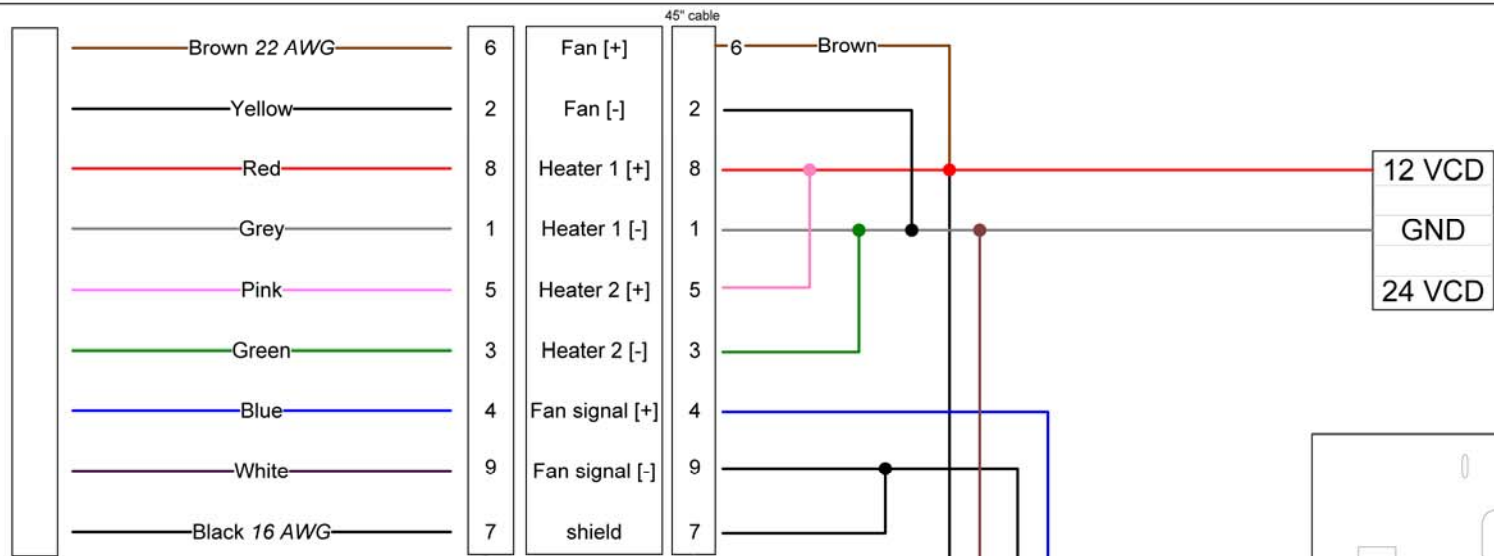 45" cable
Brown 22 AWG 6 Fan [+] 6 Brown
Yellow 2 Fan [-] 2
Red 8 Heater 1 [+] 8 12 VCD
Grey 1 Heater 1 [-] 1 GND
Pink 5 Heater 2 [+] 5 24 VCD
Green 3 Heater 2 [-] 3
Blue 4 Fan signal [+] 4
White 9 Fan signal [-] 9
Black 16 AWG 7 shield 7